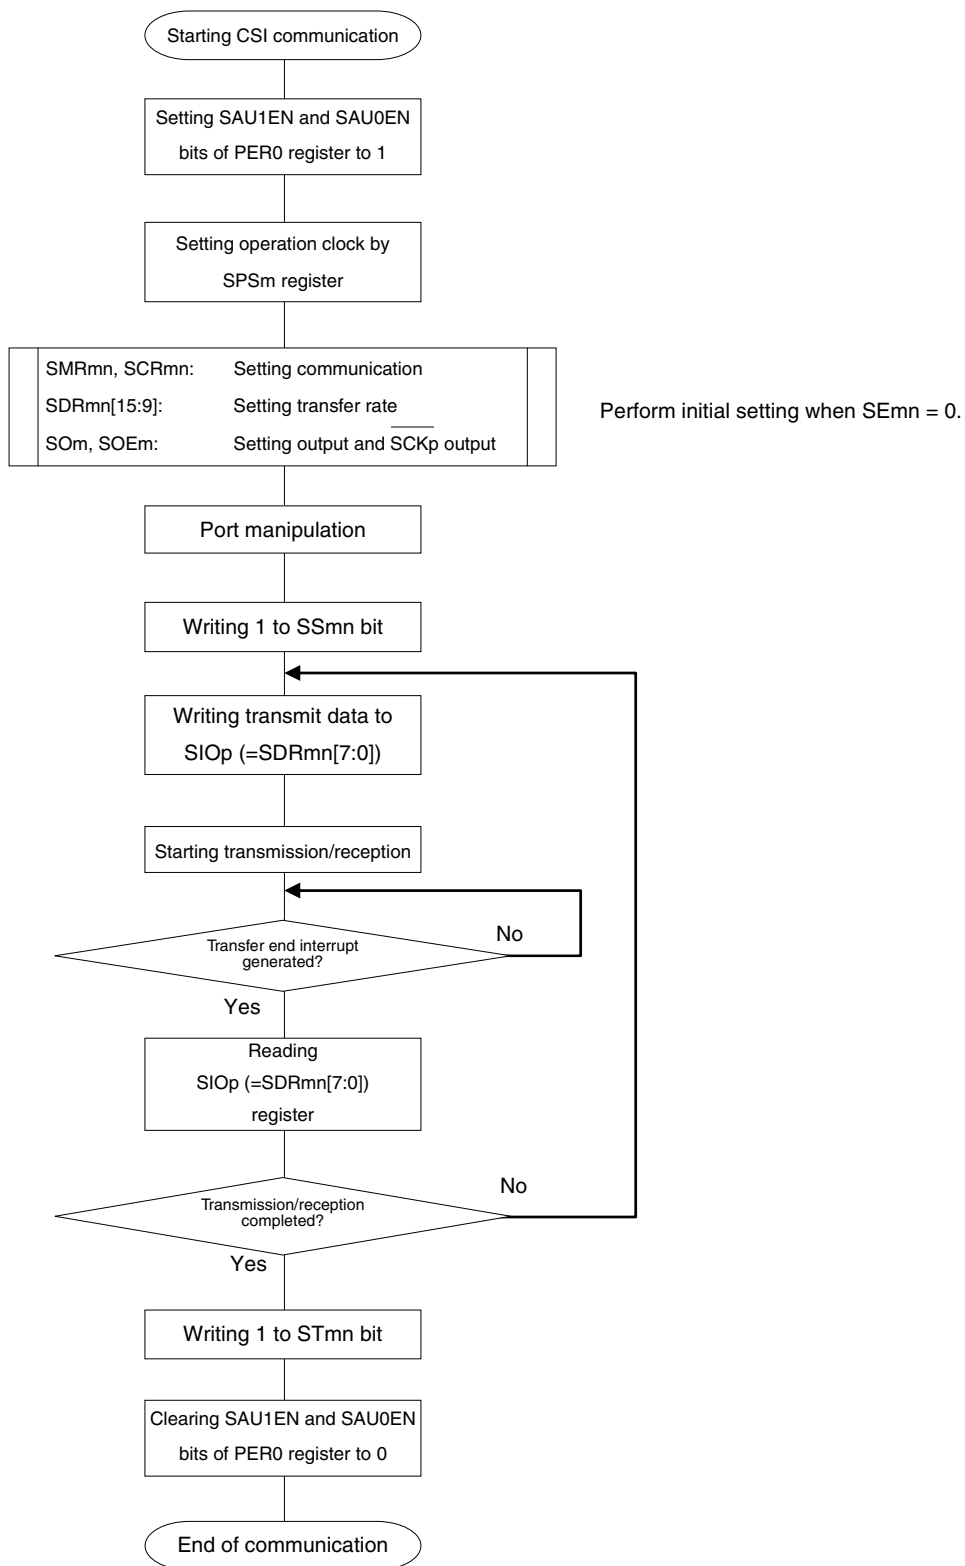 Starting CSI communication
Setting SAU1EN and SAU0EN
bits of PER0 register to 1
Setting operation clock by
SPSm register
SMRmn, SCRmn: Setting communication
SDRmn[15:9]: Setting transfer rate
SOm, SOEm: Setting output and S̅C̅K̅p̅ output
Perform initial setting when SEmn = 0.
Port manipulation
Writing 1 to SSmn bit
Writing transmit data to
SIOp (=SDRmn[7:0])
Starting transmission/reception
Transfer end interrupt
generated?
No
Yes
Reading
SIOp (=SDRmn[7:0])
register
Transmission/reception
completed?
No
Yes
Writing 1 to STmn bit
Clearing SAU1EN and SAU0EN
bits of PER0 register to 0
End of communication